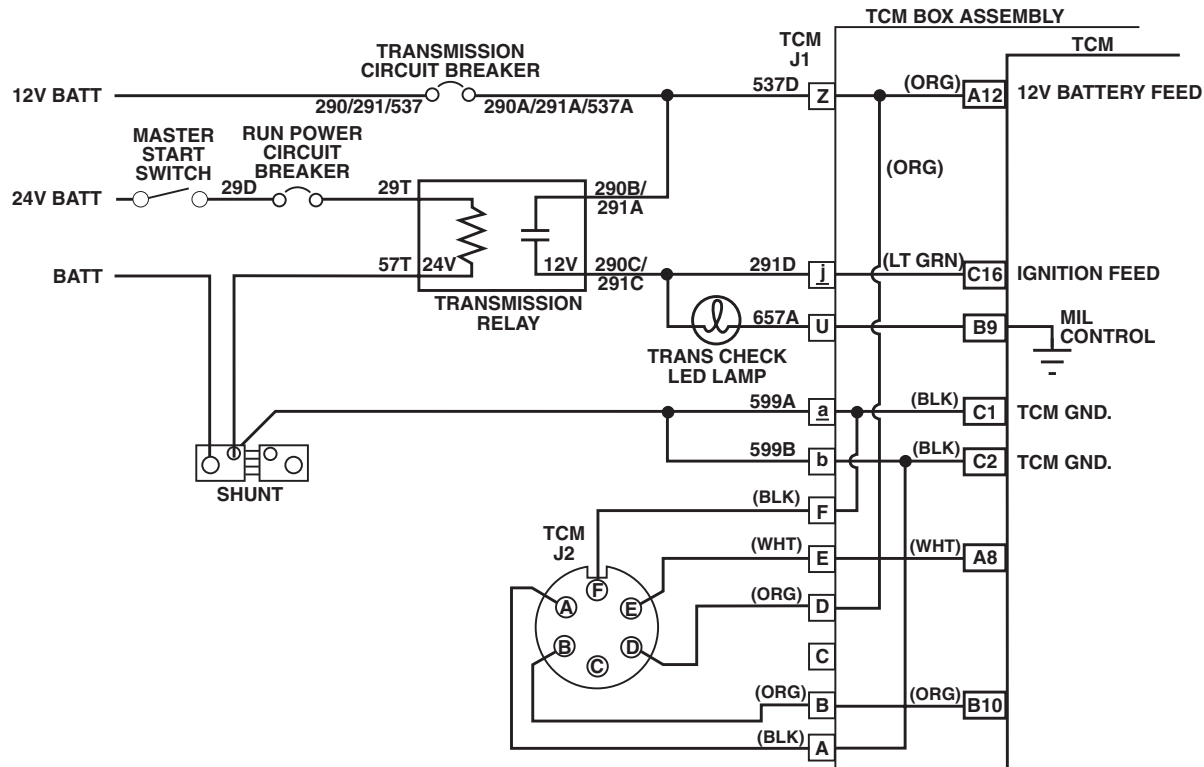 TCM BOX ASSEMBLY
TCM
TCM
J1
TRANSMISSION
CIRCUIT BREAKER
12V BATT
290/291/537
290A/291A/537A
537D
Z
(ORG)
A12
12V BATTERY FEED
MASTER
START
SWITCH
RUN POWER
CIRCUIT
BREAKER
(ORG)
24V BATT
29D
29T
290B/
291A
BATT
57T
24V
12V
290C/
291C
291D
j
(LT GRN)
C16
IGNITION FEED
TRANSMISSION
RELAY
657A
U
B9
MIL
CONTROL
TRANS CHECK
LED LAMP
599A
a
(BLK)
C1
TCM GND.
599B
b
(BLK)
C2
TCM GND.
SHUNT
(BLK)
F
TCM
J2
(WHT)
E
(WHT)
A8
F
A
E
(ORG)
D
B
D
C
C
(ORG)
B
(ORG)
B10
(BLK)
A